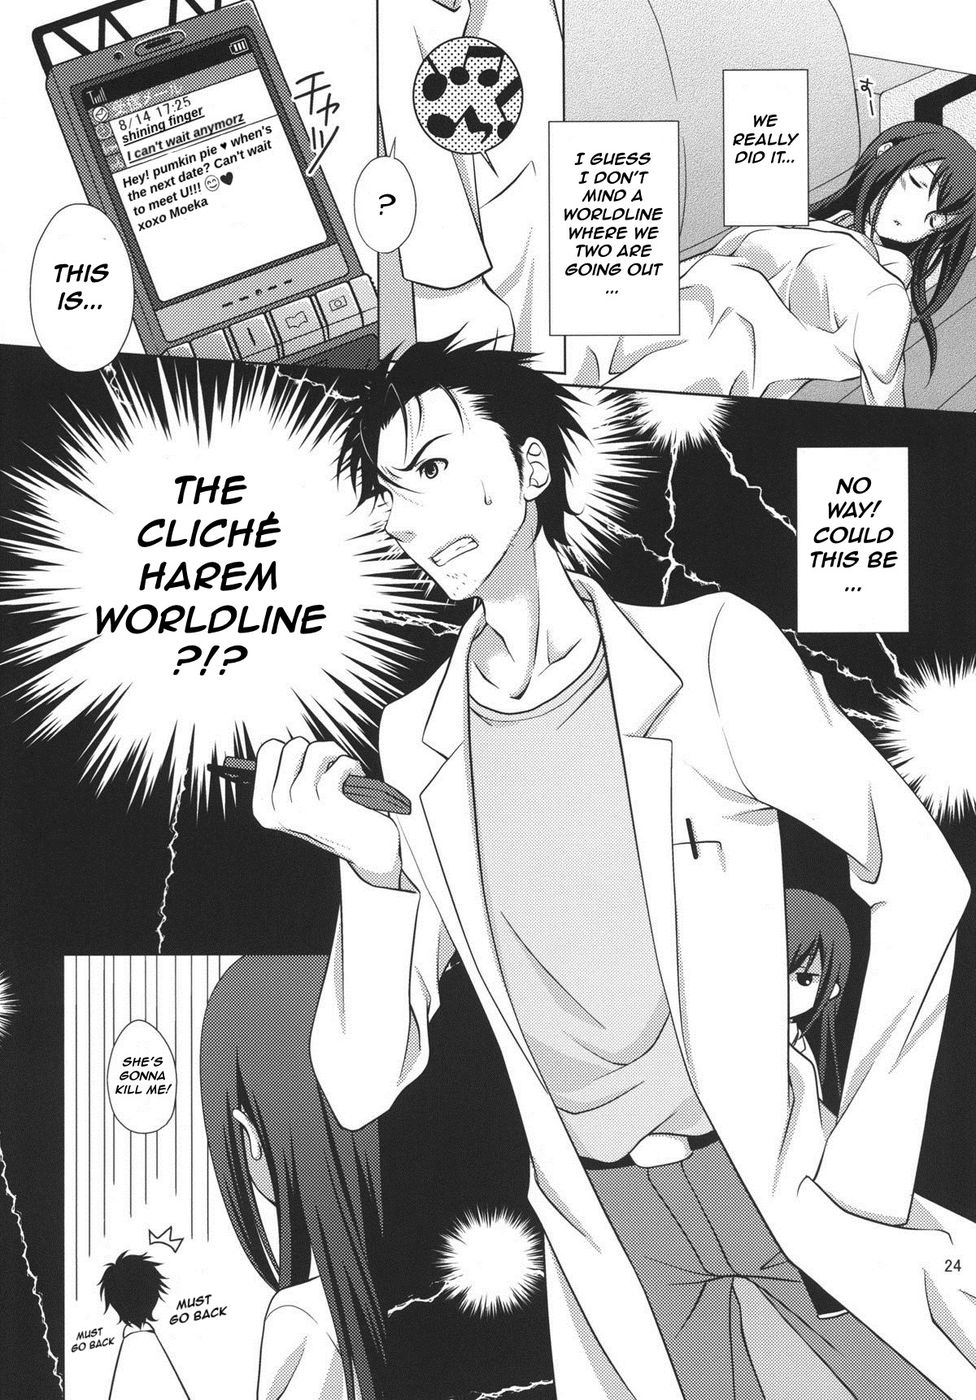 WE
REALLY
DID IT...
I GUESS
I DON'T
MIND A
WORLDLINE
WHERE WE
TWO ARE
GOING OUT
...
?
チャッ
8/14 17:25
shining finger
I can't wait anymorz
Hey! pumkin pie ♥ when's
the next date? Can't wait
to meet U!!! 😊♥
xoxo Moeka
THIS
IS...
NO
WAY!
COULD
THIS BE
...
THE
CLICHÉ
HAREM
WORLDLINE
?!?
SHE'S
GONNA
KILL ME!
MUST
GO BACK
MUST
GO BACK
24